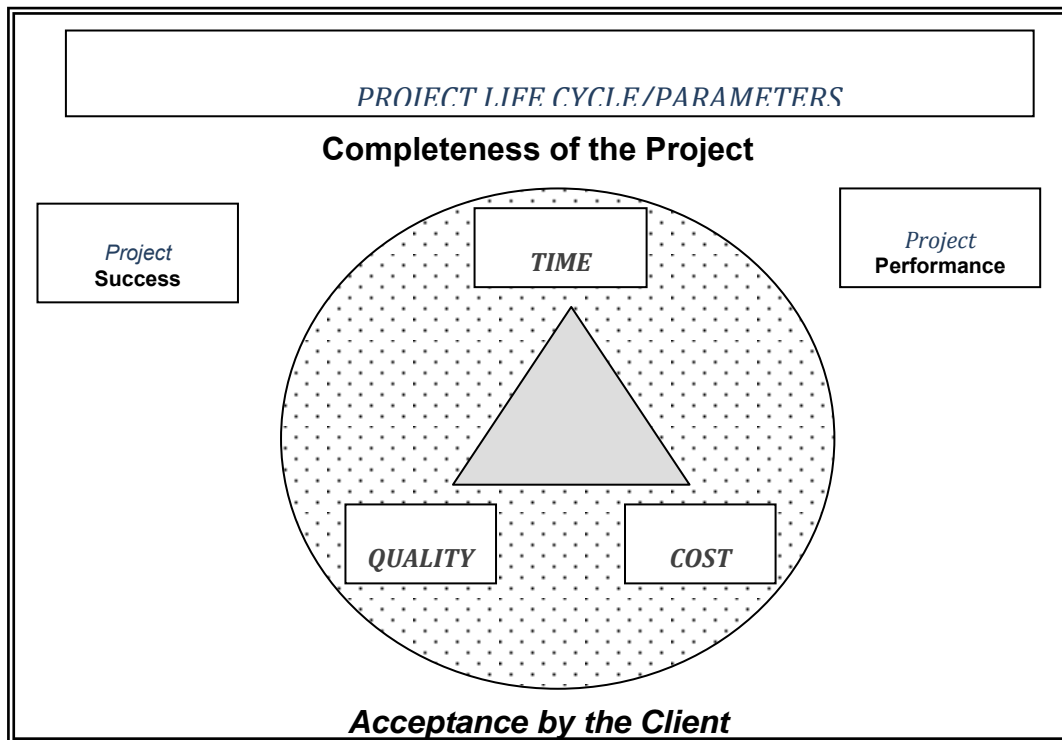 PROJECT LIFE CYCLE/PARAMETERS
Completeness of the Project
Project
Success
TIME
Project
Performance
QUALITY
COST
Acceptance by the Client